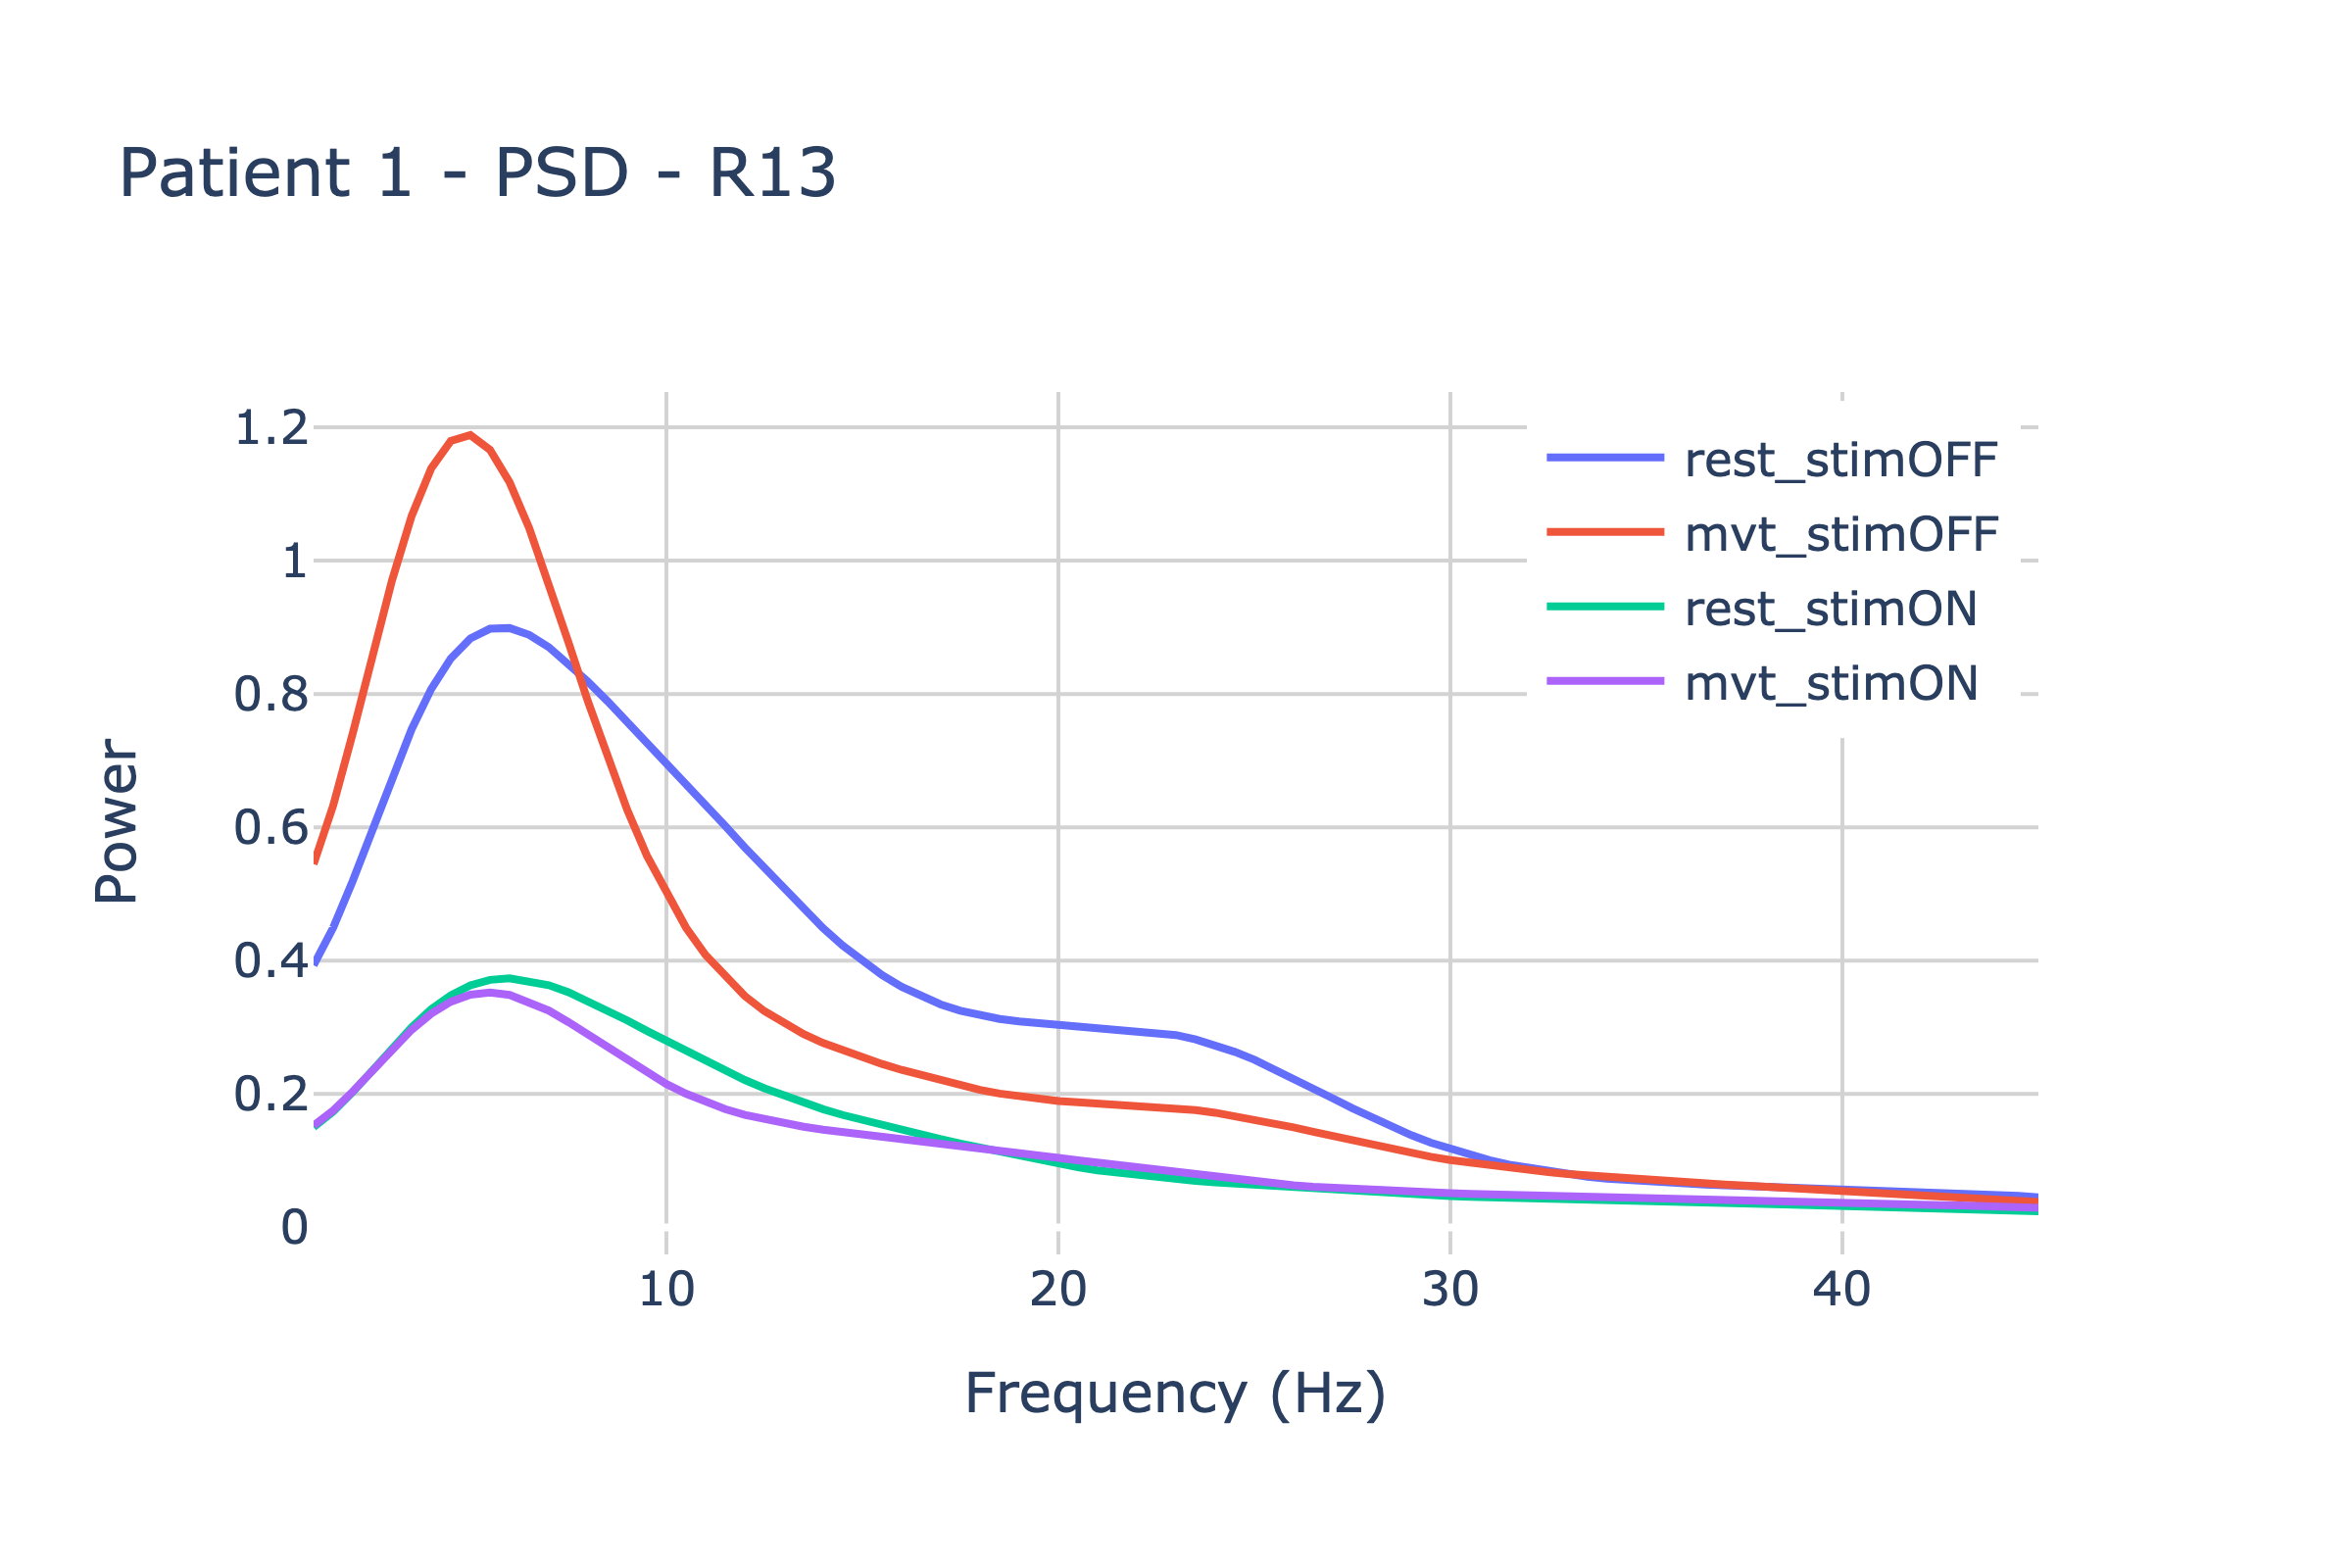 Patient 1 - PSD - R13
1.2
1
0.8
0.6
0.4
0.2
0
Power
rest_stimOFF
mvt_stimOFF
rest_stimON
mvt_stimON
10 20 30 40
Frequency (Hz)